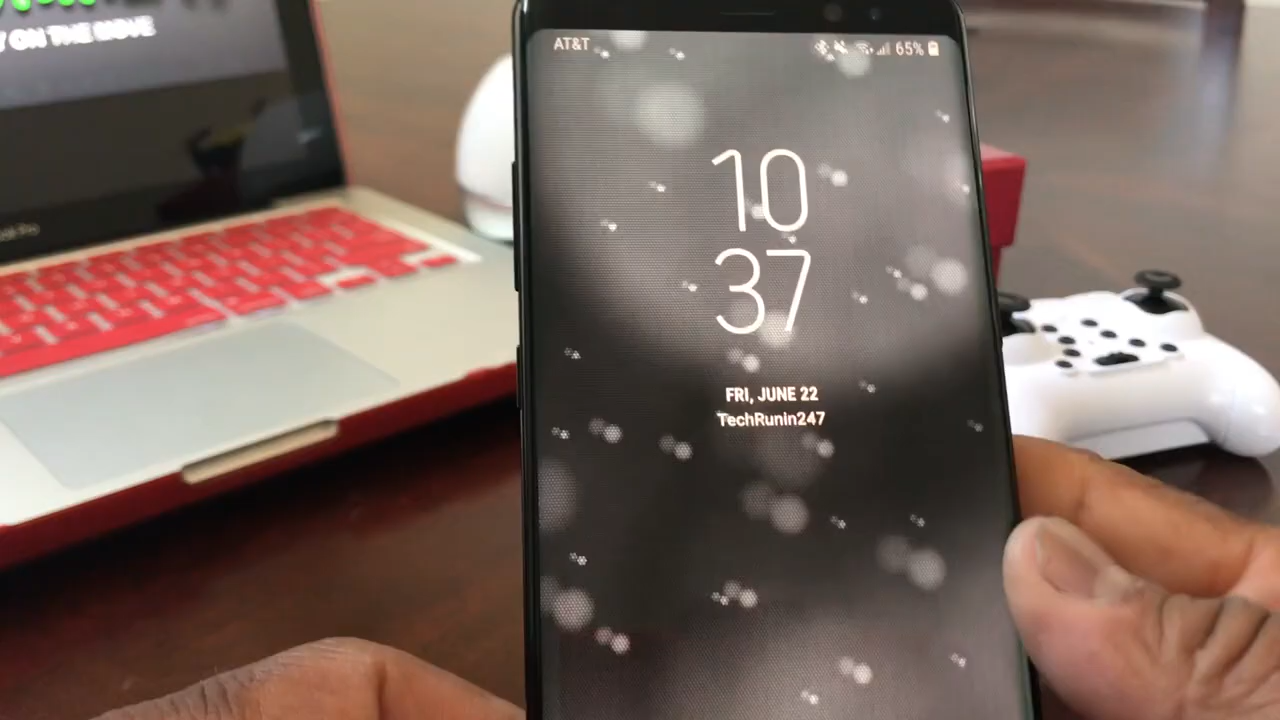 ON THE MOVE
AT&T
65%
10
37
FRI, JUNE 22
TechRunin247